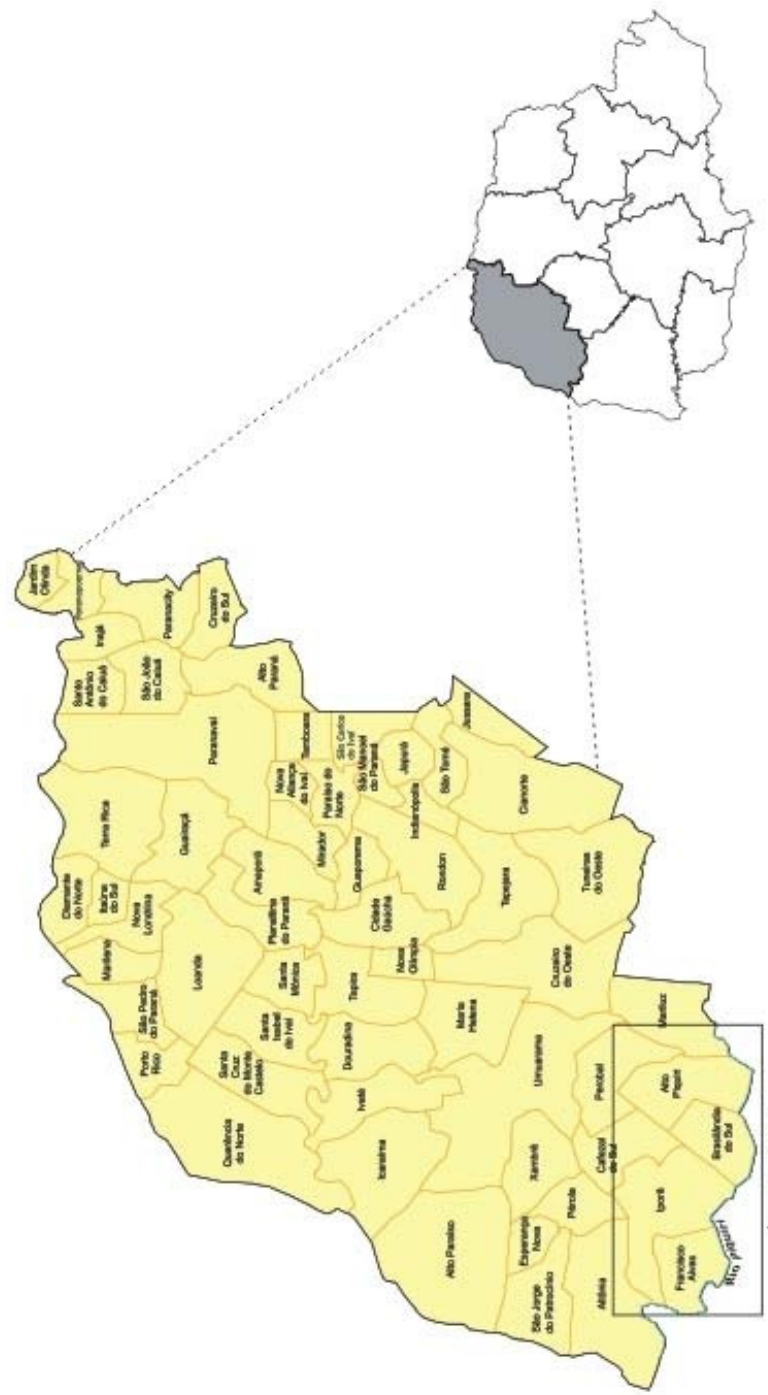 Jardim
Olinda
Inajá
Paranacity
Cruzeiro
do Sul
Santo
Antônio
do Caiuá
São João
do Caiuá
Alto
Paraná
Paranavaí
Tamboara
São Carlos
do Ivaí
Nova
Aliança
do Ivaí
Paraíso do
Norte
São Manoel
do Paraná
Mirador
Japurá
São Tomé
Jussara
Indianópolis
Cianorte
Terra Rica
Guairaçá
Amaporã
Guaporema
Rondon
Tapejara
Tuneiras
do Oeste
Diamante
do Norte
Itaúna
do Sul
Nova
Londrina
Marilena
Loanda
Planaltina
do Paraná
Cidade
Gaúcha
Nova
Olímpia
Cruzeiro
do Oeste
São Pedro
do Paraná
Porto
Rico
Santa
Mônica
Tapira
Santa
Isabel
do Ivaí
Santa
Cruz
de Monte
Castelo
Douradina
Maria
Helena
Querência
do Norte
Ivaté
Icaraíma
Umuarama
Mariluz
Perobal
Alto
Piquiri
Xambrê
Cafezal
do Sul
Brasilândia
do Sul
Alto Paraíso
Esperança
Nova
Pérola
Iporã
São Jorge
do Patrocínio
Altônia
Francisco
Alves
Rio Piquiri